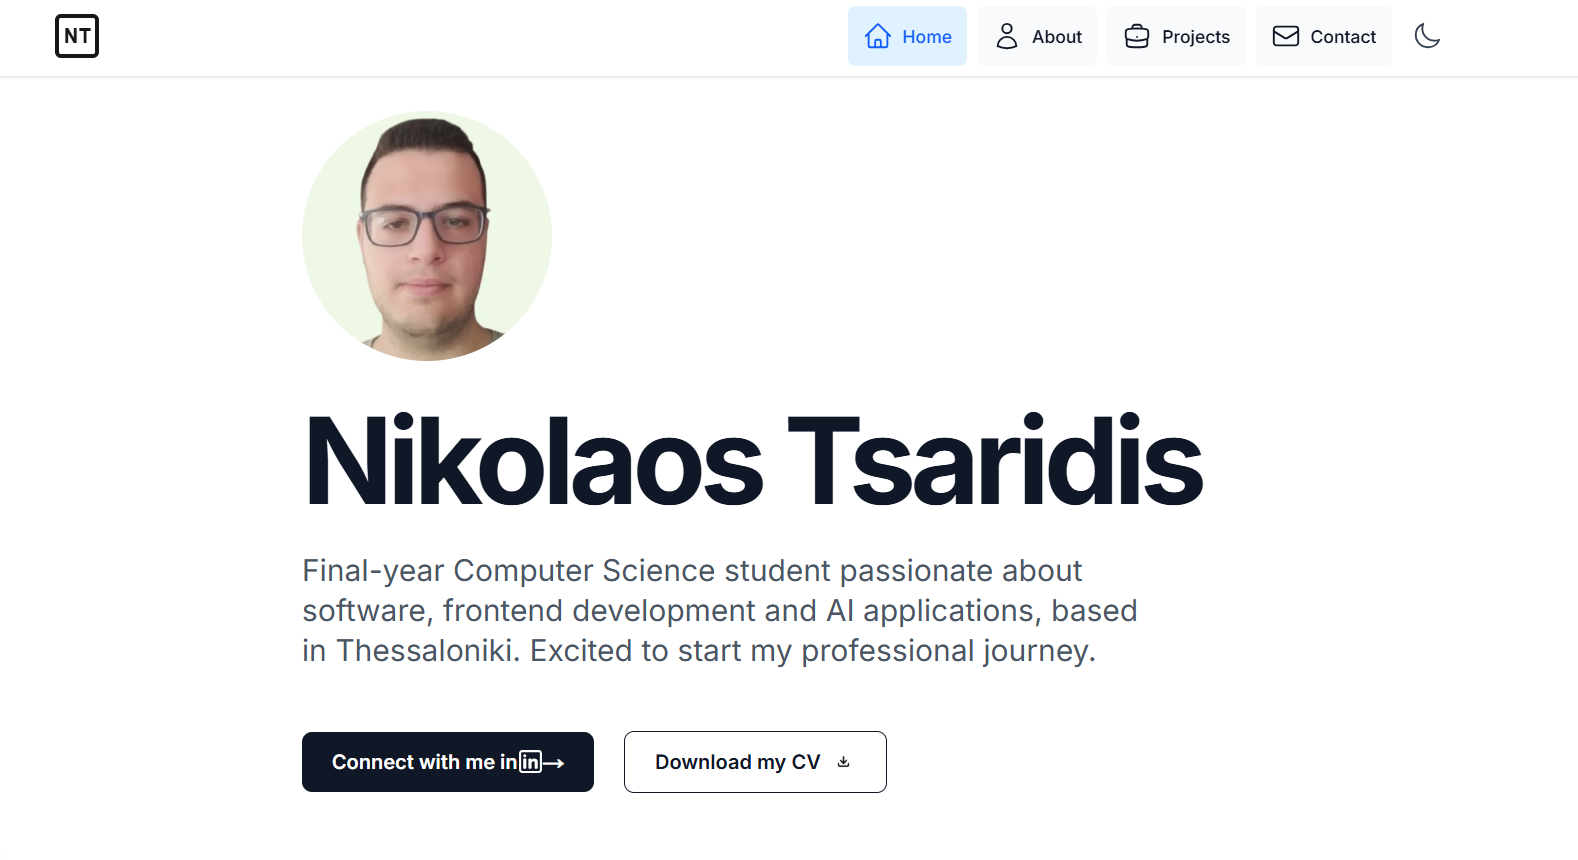 NT
Home
About
Projects
Contact
Nikolaos Tsaridis
Final-year Computer Science student passionate about
software, frontend development and AI applications, based
in Thessaloniki. Excited to start my professional journey.
Connect with me in in →
Download my CV